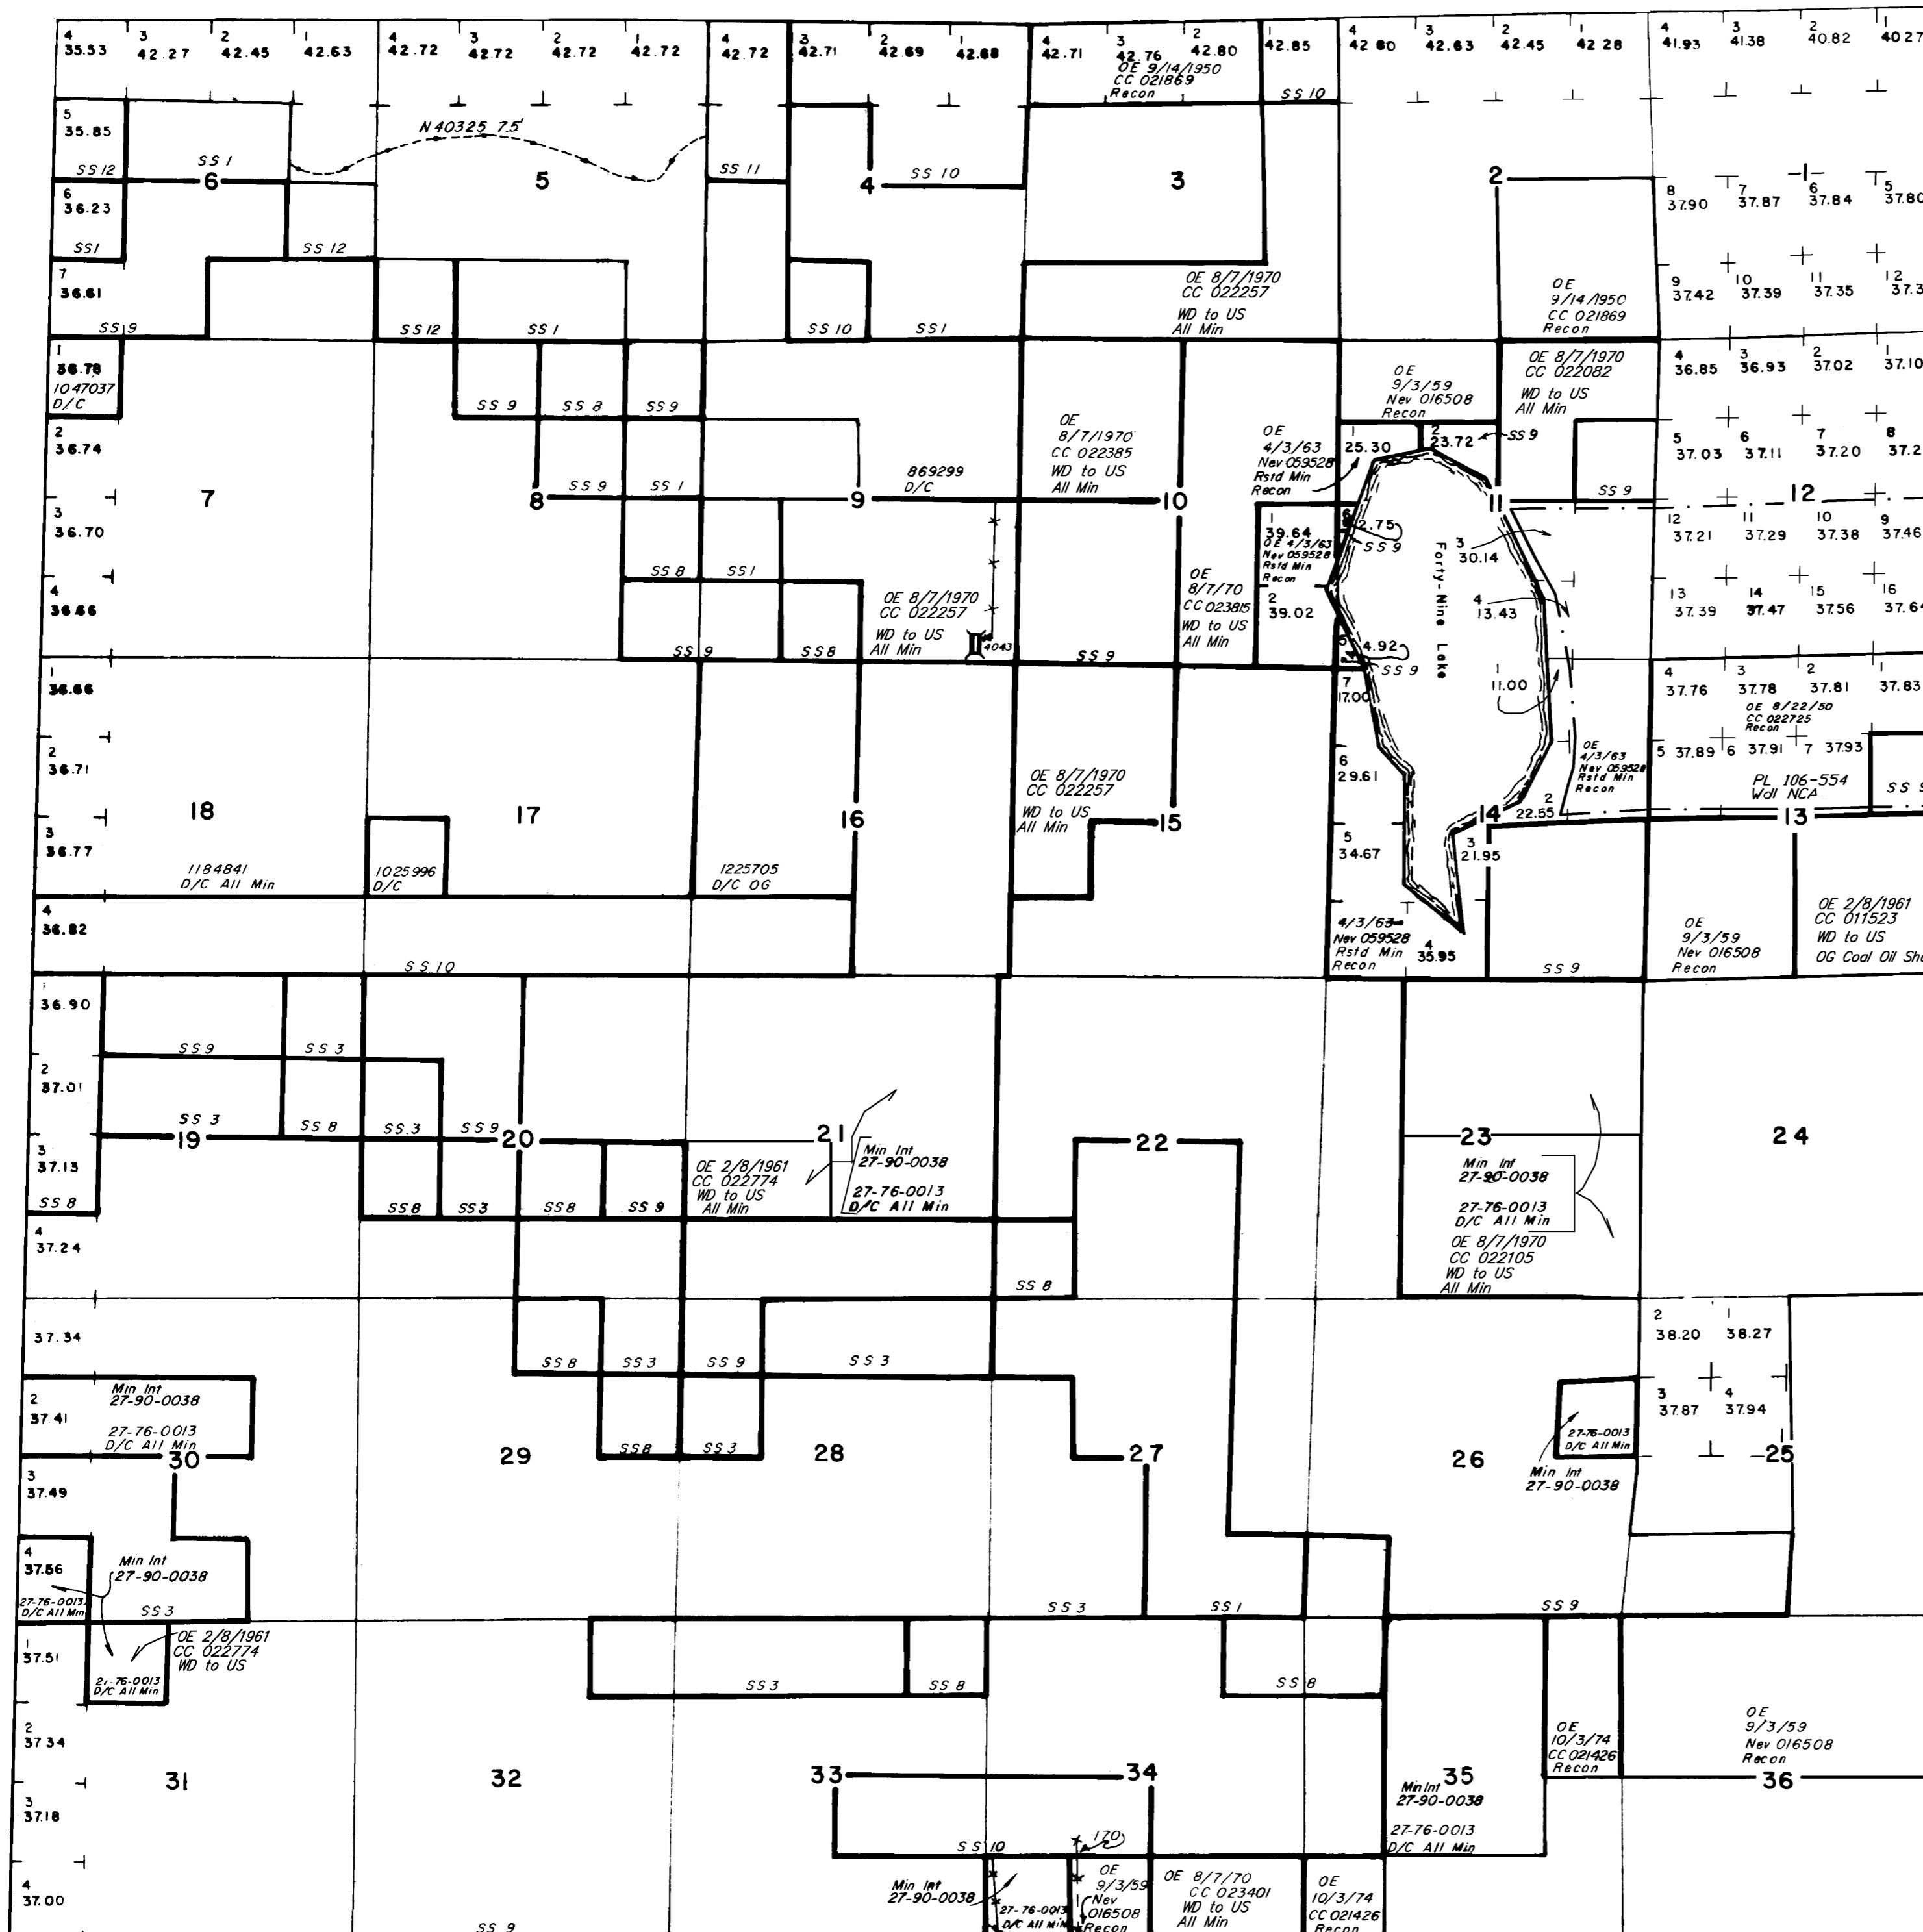 4 3 2 1 4 3 2 1 4 3 2 1 4 3 2 4 3 2 4 3 2 1
35.53 42.27 42.45 42.63 42.72 42.72 42.72 42.72 42.72 42.71 42.69 42.68 42.71 42.76 42.80 42.85 42.80 42.63 42.45 42.28 41.93 41.38 40.82 40.27
OE 9/14/1950
CC 021869
Recon
SS 10
5
35.85
SS 12
SS 1
6
N 40325 7.5'
5
SS 11
4
SS 10
3
2
1
8 7 6 5
37.90 37.87 37.84 37.80
6
36.23
SS 1
SS 12
7
36.61
SS 9
SS 12
SS 1
SS 10
SS 1
OE 8/7/1970
CC 022257
WD to US
All Min
OE
9/14/1950
CC 021869
Recon
9 10 11 12
37.42 37.39 37.35
1
36.78
1047037
D/C
SS 9
SS 8
SS 9
OE
9/3/59
Nev 016508
Recon
OE 8/7/1970
CC 022082
WD to US
All Min
4 3 2 1
36.85 36.93 37.02 37.10
2
36.74
7
8
SS 9
SS 1
869299
D/C
9
OE
8/7/1970
CC 022385
WD to US
All Min
10
OE
4/3/63
Nev 059528
Rstd Min
Recon
1
25.30
2
23.72
SS 9
11
SS 9
5 6 7 8
37.03 37.11 37.20
12
3
36.70
1
39.64
OE 4/3/63
Nev 059528
Rstd Min
Recon
6
2.75
SS 9
Forty-Nine Lake
3
30.14
12 11 10 9
37.21 37.29 37.38 37.46
4
36.66
SS 8
SS 1
SS 9
SS 8
OE 8/7/1970
CC 022257
WD to US
All Min
4043
SS 9
OE
8/7/70
CC 023815
WD to US
All Min
2
39.02
5
4.92
SS 9
4
13.43
13 14 15 16
37.39 37.47 37.56 37.64
1
36.66
7
17.00
1
11.00
4 3 2 1
37.76 37.78 37.81 37.83
OE 8/22/50
CC 022725
Recon
2
36.71
18
17
16
OE 8/7/1970
CC 022257
WD to US
All Min
15
6
29.61
OE
4/3/63
Nev 059528
Rstd Min
Recon
5 37.89 6 37.91 7 37.93
PL 106-554
Wdl NCA
14
2
22.55
13
3
36.77
1184841
D/C All Min
1025996
D/C
1225705
D/C OG
5
34.67
3
21.95
4
36.82
SS 10
4/3/63
Nev 059528
Rstd Min
Recon
4
35.95
SS 9
OE
9/3/59
Nev 016508
Recon
OE 2/8/1961
CC 011523
WD to US
OG Coal Oil
1
36.90
SS 9
SS 3
2
37.01
SS 3
19
SS 8
SS 3
SS 9
20
21
22
23
24
3
37.13
SS 8
SS 8
SS 3
SS 8
SS 9
OE 2/8/1961
CC 022774
WD to US
All Min
Min Int
27-90-0038
27-76-0013
D/C All Min
Min Int
27-90-0038
27-76-0013
D/C All Min
OE 8/7/1970
CC 022105
WD to US
All Min
4
37.24
SS 8
37.34
SS 8
SS 3
SS 9
SS 3
2 1
38.20 38.27
2
37.41
Min Int
27-90-0038
27-76-0013
D/C All Min
30
29
SS 8
SS 3
28
27
26
27-76-0013
D/C All Min
Min Int
27-90-0038
3 4
37.87 37.94
25
3
37.49
4
37.56
27-76-0013
D/C All Min
Min Int
27-90-0038
SS 3
SS 3
SS 1
SS 9
1
37.51
27-76-0013
D/C All Min
OE 2/8/1961
CC 022774
WD to US
SS 3
SS 8
SS 8
2
37.34
31
32
33
34
35
Min Int
27-90-0038
27-76-0013
D/C All Min
OE
10/3/74
CC 021426
Recon
OE
9/3/59
Nev 016508
Recon
36
3
37.18
SS 10
170
4
37.00
SS 9
Min Int
27-90-0038
27-76-0013
D/C All Min
OE
9/3/59
Nev
016508
Recon
OE 8/7/70
CC 023401
WD to US
All Min
OE
10/3/74
CC 021426
Recon